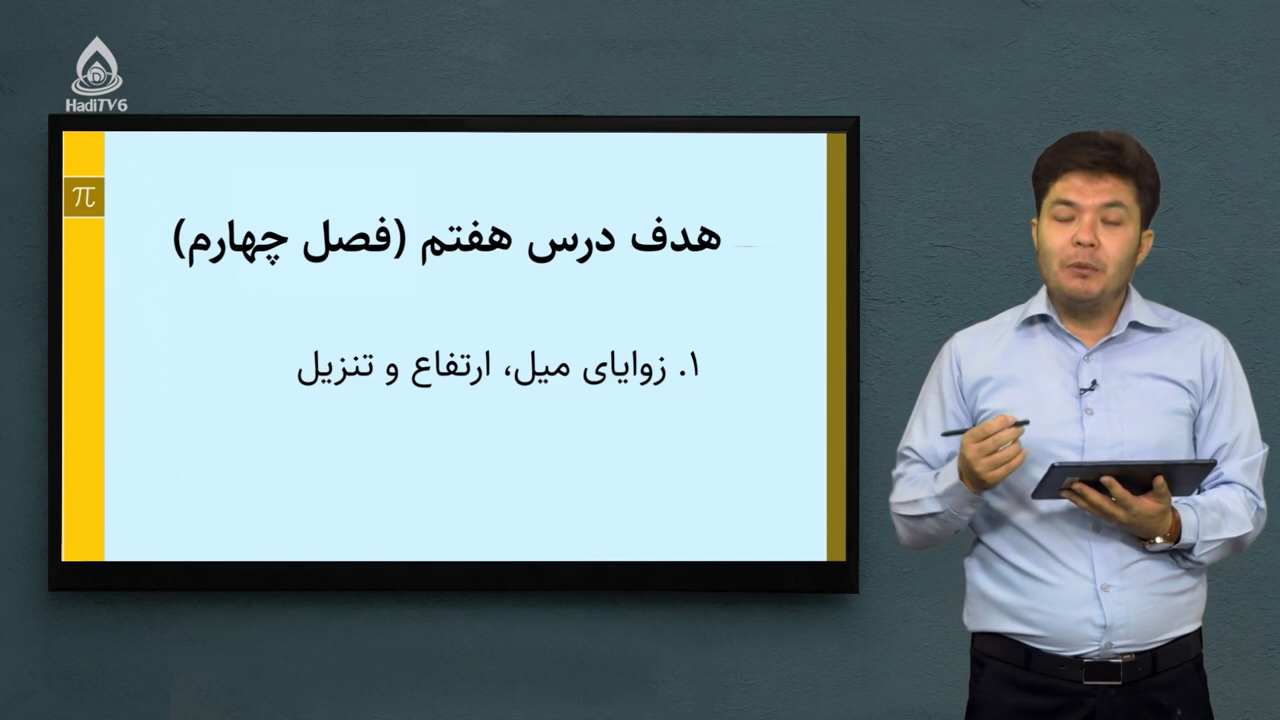 HadiTV6
π
هدف درس هفتم (فصل چهارم)
۱. زوایای میل، ارتفاع و تنزیل